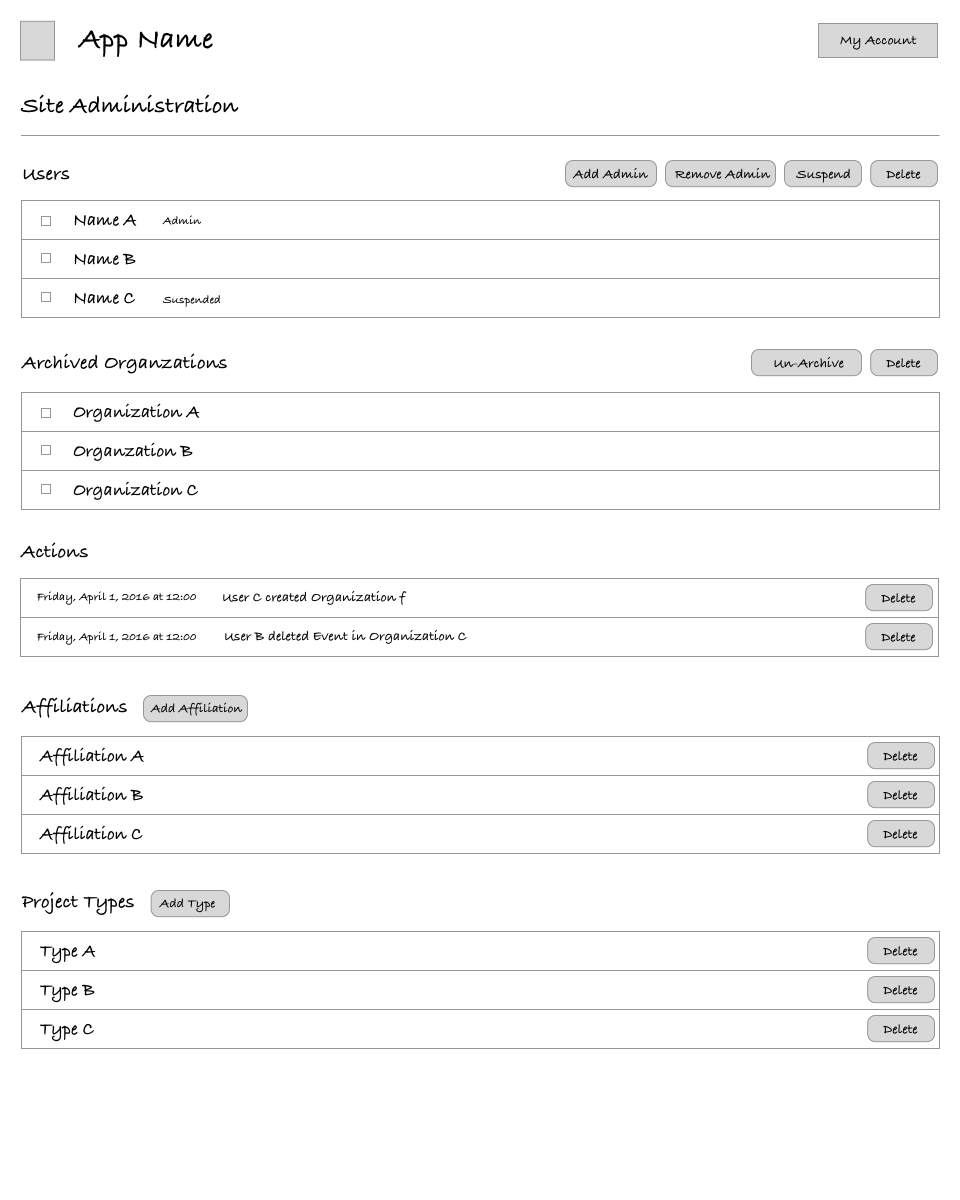 App Name
My Account
Site Administration
Users
Add Admin
Remove Admin
Suspend
Delete
Name A Admin
Name B
Name C Suspended
Archived Organzations
Un-Archive
Delete
Organization A
Organzation B
Organization C
Actions
Friday, April 1, 2016 at 12:00 User C created Organization f Delete
Friday, April 1, 2016 at 12:00 User B deleted Event in Organization C Delete
Affiliations Add Affiliation
Affiliation A Delete
Affiliation B Delete
Affiliation C Delete
Project Types Add Type
Type A Delete
Type B Delete
Type C Delete